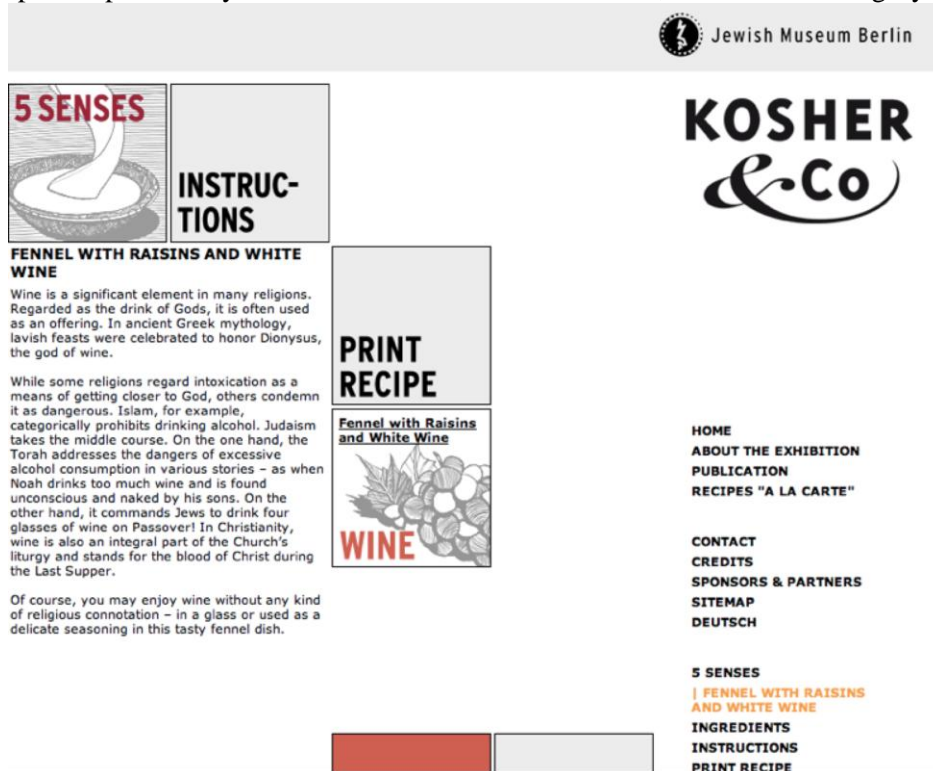 Jewish Museum Berlin
5 SENSES
INSTRUC-
TIONS
KOSHER
& Co
FENNEL WITH RAISINS AND WHITE
WINE
Wine is a significant element in many religions.
Regarded as the drink of Gods, it is often used
as an offering. In ancient Greek mythology,
lavish feasts were celebrated to honor Dionysus,
the god of wine.
While some religions regard intoxication as a
means of getting closer to God, others condemn
it as dangerous. Islam, for example,
categorically prohibits drinking alcohol. Judaism
takes the middle course. On the one hand, the
Torah addresses the dangers of excessive
alcohol consumption in various stories – as when
Noah drinks too much wine and is found
unconscious and naked by his sons. On the
other hand, it commands Jews to drink four
glasses of wine on Passover! In Christianity,
wine is also an integral part of the Church's
liturgy and stands for the blood of Christ during
the Last Supper.
Of course, you may enjoy wine without any kind
of religious connotation – in a glass or used as a
delicate seasoning in this tasty fennel dish.
PRINT
RECIPE
Fennel with Raisins
and White Wine
WINE
HOME
ABOUT THE EXHIBITION
PUBLICATION
RECIPES "A LA CARTE"
CONTACT
CREDITS
SPONSORS & PARTNERS
SITEMAP
DEUTSCH
5 SENSES
| FENNEL WITH RAISINS
AND WHITE WINE
INGREDIENTS
INSTRUCTIONS
PRINT RECIPE